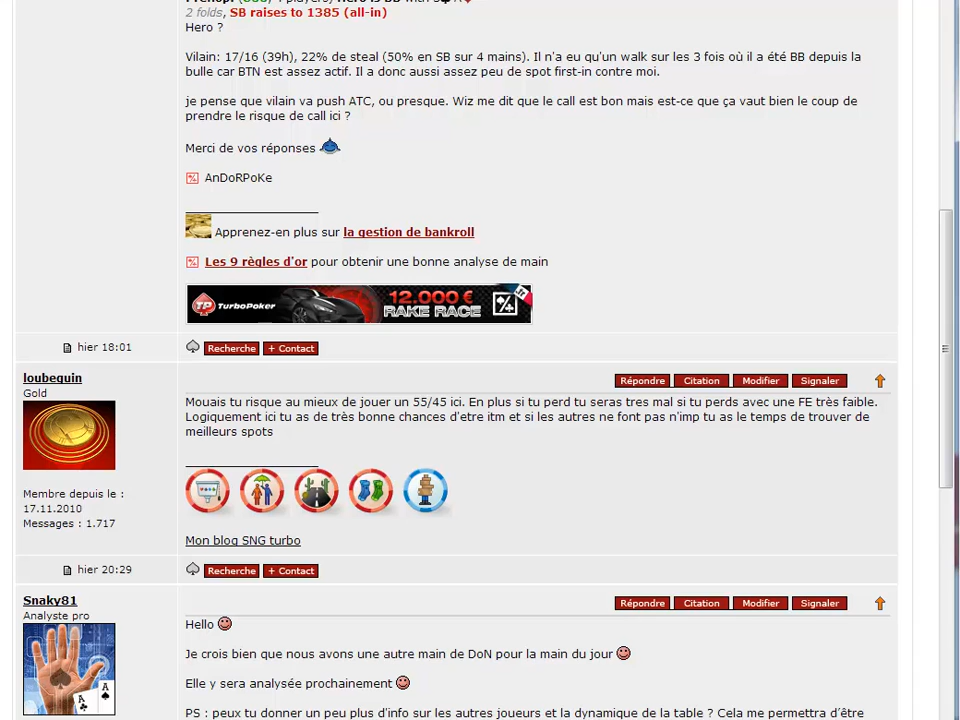 2 folds, SB raises to 1385 (all-in)
Hero ?
Vilain: 17/16 (39h), 22% de steal (50% en SB sur 4 mains). Il n'a eu qu'un walk sur les 3 fois où il a été BB depuis la
bulle car BTN est assez actif. Il a donc aussi assez peu de spot first-in contre moi.
je pense que vilain va push ATC, ou presque. Wiz me dit que le call est bon mais est-ce que ça vaut bien le coup de
prendre le risque de call ici ?
Merci de vos réponses
AnDoRPoKe
Apprenez-en plus sur la gestion de bankroll
Les 9 règles d'or pour obtenir une bonne analyse de main
TP TurboPoker 12.000 € RAKE RACE .fr
hier 18:01 Recherche + Contact
loubequin
Gold
Répondre Citation Modifier Signaler
Mouais tu risque au mieux de jouer un 55/45 ici. En plus si tu perd tu seras tres mal si tu perds avec une FE très faible.
Logiquement ici tu as de très bonne chances d'etre itm et si les autres ne font pas n'imp tu as le temps de trouver de
meilleurs spots
Membre depuis le :
17.11.2010
Messages : 1.717
Mon blog SNG turbo
hier 20:29 Recherche + Contact
Snaky81
Analyste pro
Répondre Citation Modifier Signaler
Hello
Je crois bien que nous avons une autre main de DoN pour la main du jour
Elle y sera analysée prochainement
A A
PS : peux tu donner un peu plus d'info sur les autres joueurs et la dynamique de la table ? Cela me permettra d'être